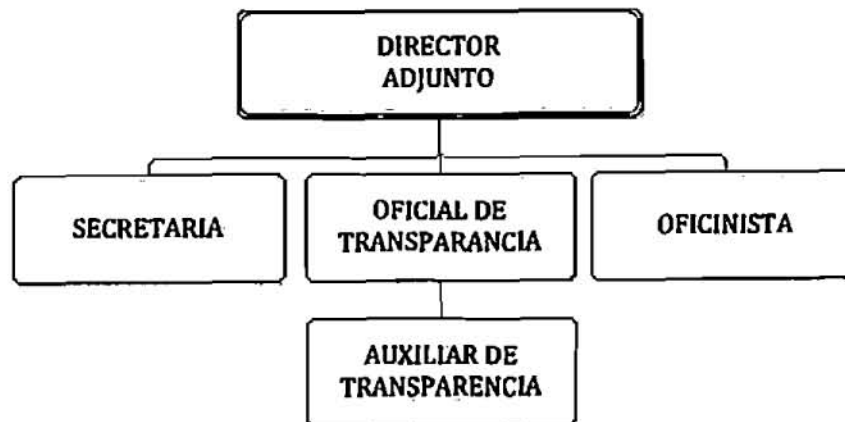 DIRECTOR
ADJUNTO
SECRETARIA
OFICIAL DE
TRANSPARANCIA
OFICINISTA
AUXILIAR DE
TRANSPARENCIA